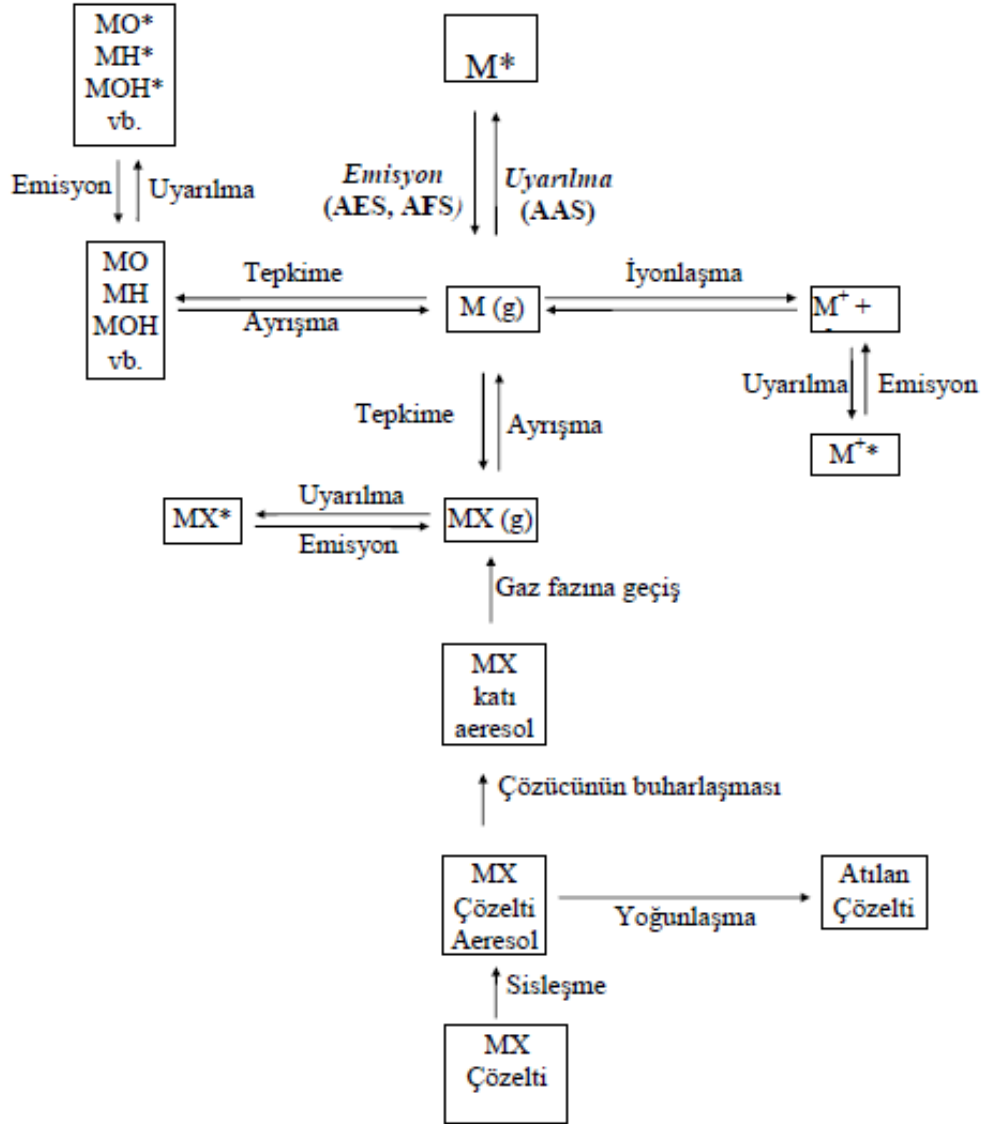 MO*
MH*
MOH*
vb.
M*
Emisyon
Uyarılma
Emisyon
(AES, AFS)
Uyarılma
(AAS)
MO
MH
MOH
vb.
Tepkime
Ayrışma
M (g)
İyonlaşma
M⁺ +
Uyarılma
Emisyon
M⁺*
Tepkime
Ayrışma
MX*
Uyarılma
Emisyon
MX (g)
Gaz fazına geçiş
MX
katı
aeresol
Çözücünün buharlaşması
MX
Çözelti
Aeresol
Yoğunlaşma
Atılan
Çözelti
Sisleşme
MX
Çözelti